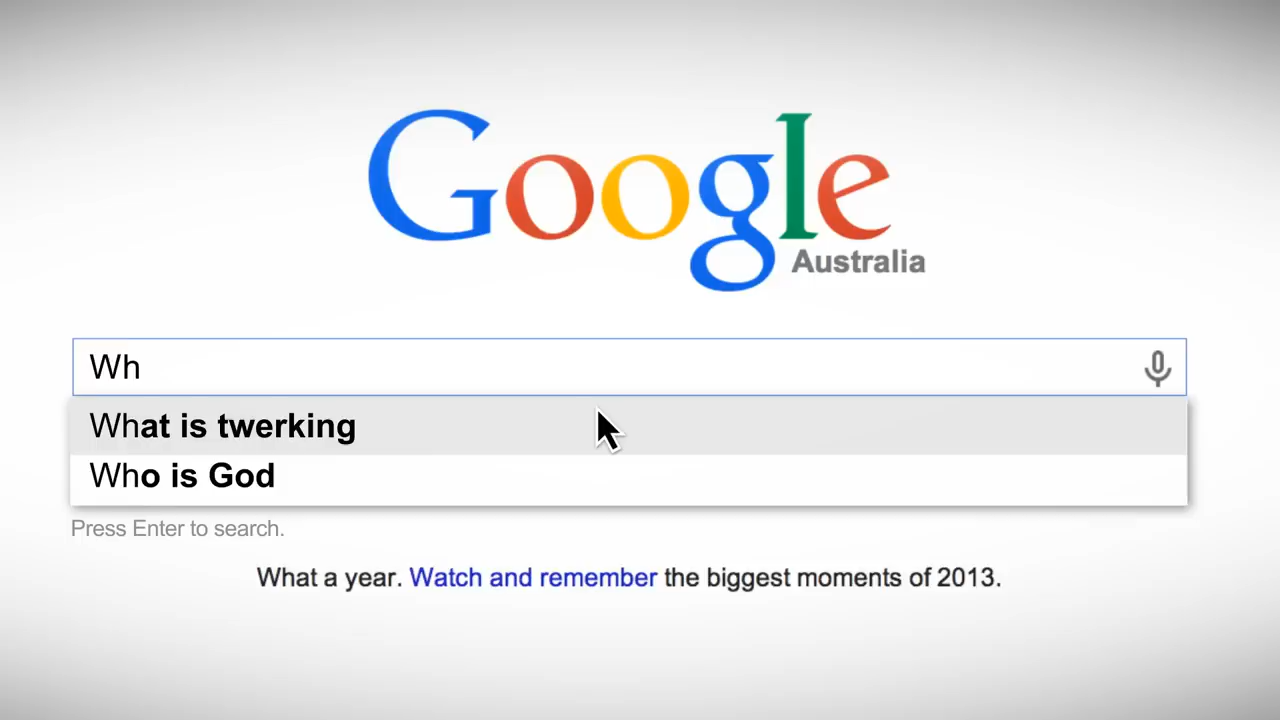 Google
Australia
Wh
What is twerking
Who is God
Press Enter to search.
What a year. Watch and remember the biggest moments of 2013.